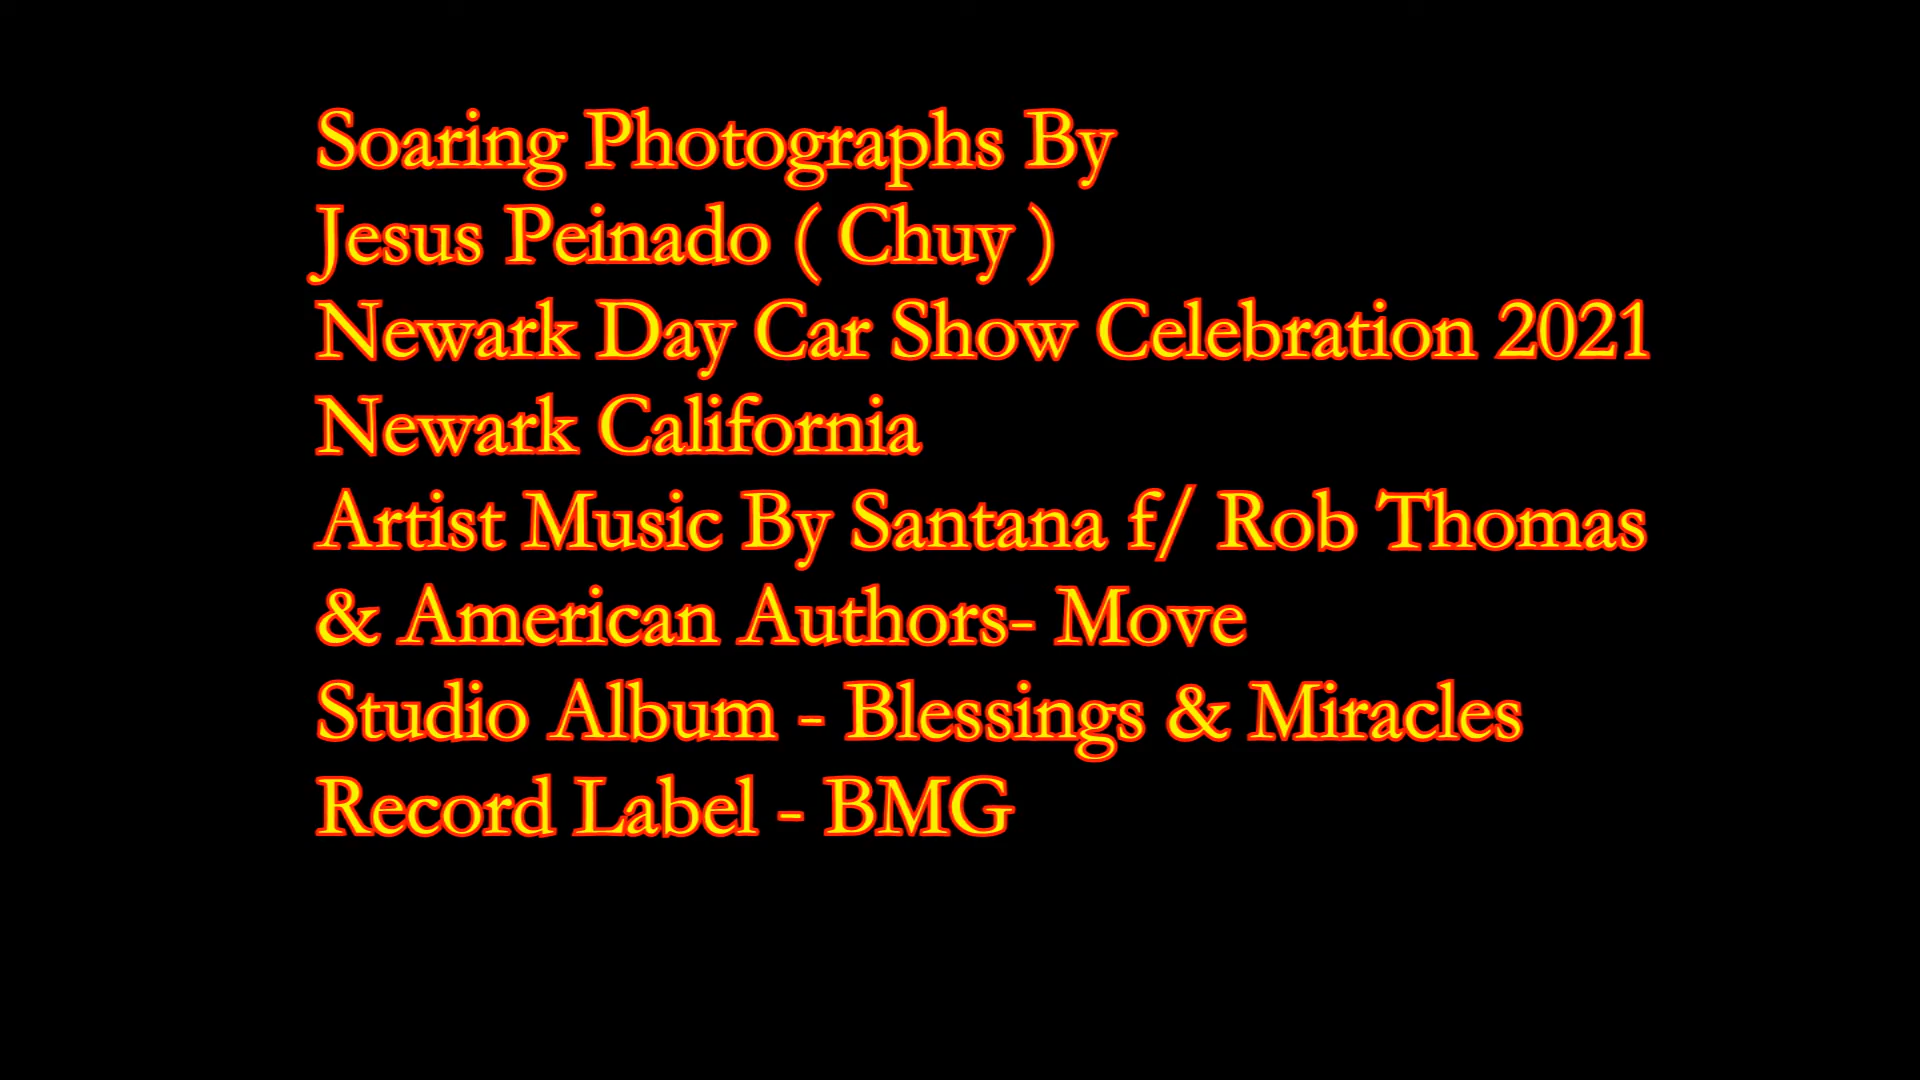 Soaring Photographs By
Jesus Peinado ( Chuy )
Newark Day Car Show Celebration 2021
Newark California
Artist Music By Santana f/ Rob Thomas
& American Authors- Move
Studio Album - Blessings & Miracles
Record Label - BMG